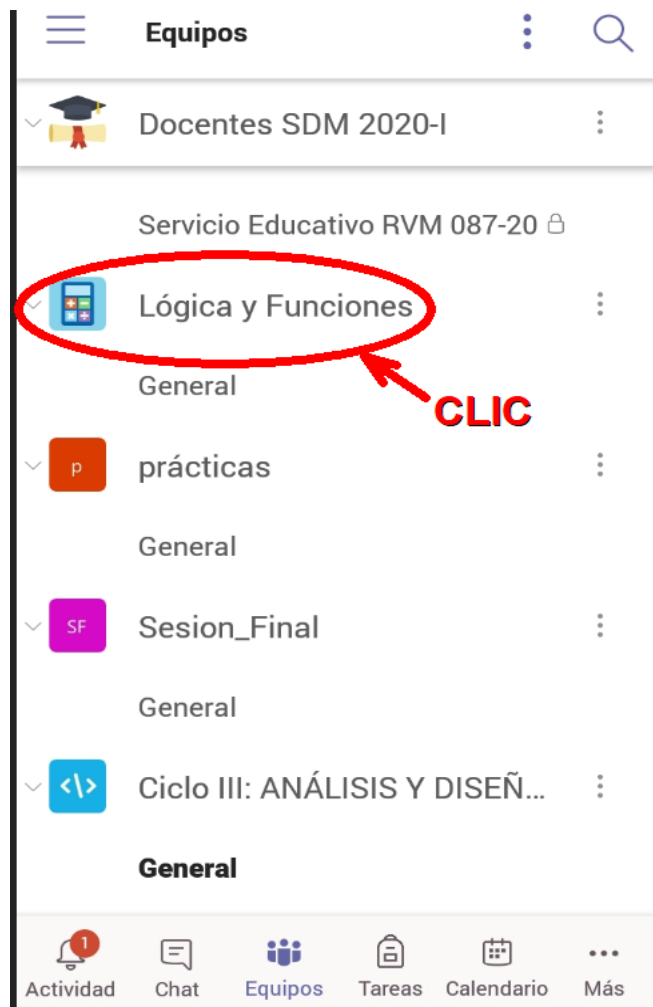 Equipos
Docentes SDM 2020-I
Servicio Educativo RVM 087-20
Lógica y Funciones
General
CLIC
p prácticas
General
SF Sesion_Final
General
Ciclo III: ANÁLISIS Y DISEÑ...
General
1
Actividad Chat Equipos Tareas Calendario Más